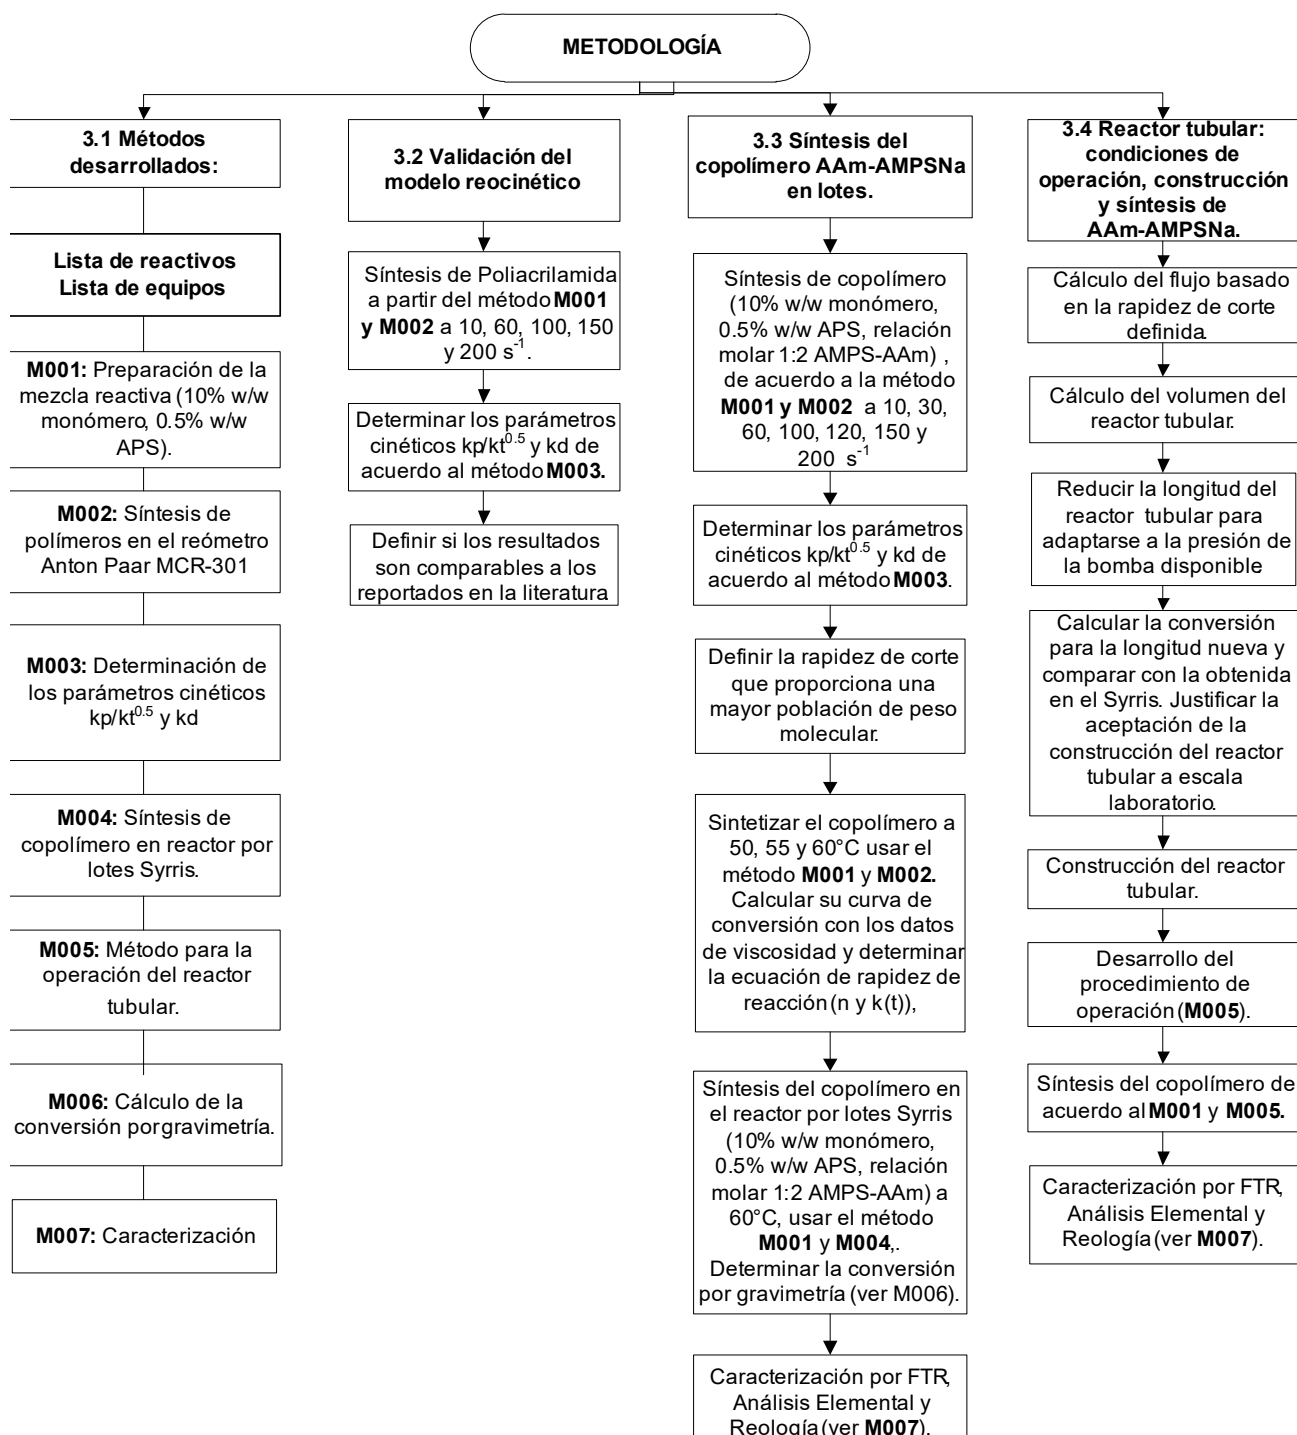 METODOLOGÍA
3.1 Métodos
desarrollados:
Lista de reactivos
Lista de equipos
M001: Preparación de la
mezcla reactiva (10% w/w
monómero, 0.5% w/w
APS).
M002: Síntesis de
polímeros en el reómetro
Anton Paar MCR-301
M003: Determinación de
los parámetros cinéticos
kp/kt^0.5 y kd
M004: Síntesis de
copolímero en reactor por
lotes Syrris.
M005: Método para la
operación del reactor
tubular.
M006: Cálculo de la
conversión por gravimetría.
M007: Caracterización
3.2 Validación del
modelo reocinético
Síntesis de Poliacrilamida
a partir del método M001
y M002 a 10, 60, 100, 150
y 200 s^-1.
Determinar los parámetros
cinéticos kp/kt^0.5 y kd de
acuerdo al método M003.
Definir si los resultados
son comparables a los
reportados en la literatura
3.3 Síntesis del
copolímero AAm-AMPSNa
en lotes.
Síntesis de copolímero
(10% w/w monómero,
0.5% w/w APS, relación
molar 1:2 AMPS-AAm) ,
de acuerdo a la método
M001 y M002 a 10, 30,
60, 100, 120, 150 y
200 s^-1
Determinar los parámetros
cinéticos kp/kt^0.5 y kd de
acuerdo al método M003.
Definir la rapidez de corte
que proporciona una
mayor población de peso
molecular.
Sintetizar el copolímero a
50, 55 y 60°C usar el
método M001 y M002.
Calcular su curva de
conversión con los datos
de viscosidad y determinar
la ecuación de rapidez de
reacción (n y k(t)),
Síntesis del copolímero en
el reactor por lotes Syrris
(10% w/w monómero,
0.5% w/w APS, relación
molar 1:2 AMPS-AAm) a
60°C, usar el método
M001 y M004,.
Determinar la conversión
por gravimetría (ver M006).
Caracterización por FTR,
Análisis Elemental y
Reología (ver M007).
3.4 Reactor tubular:
condiciones de
operación, construcción
y síntesis de
AAm-AMPSNa.
Cálculo del flujo basado
en la rapidez de corte
definida.
Cálculo del volumen del
reactor tubular.
Reducir la longitud del
reactor tubular para
adaptarse a la presión de
la bomba disponible
Calcular la conversión
para la longitud nueva y
comparar con la obtenida
en el Syrris. Justificar la
aceptación de la
construcción del reactor
tubular a escala
laboratorio.
Construcción del reactor
tubular.
Desarrollo del
procedimiento de
operación (M005).
Síntesis del copolímero de
acuerdo al M001 y M005.
Caracterización por FTR,
Análisis Elemental y
Reología (ver M007).